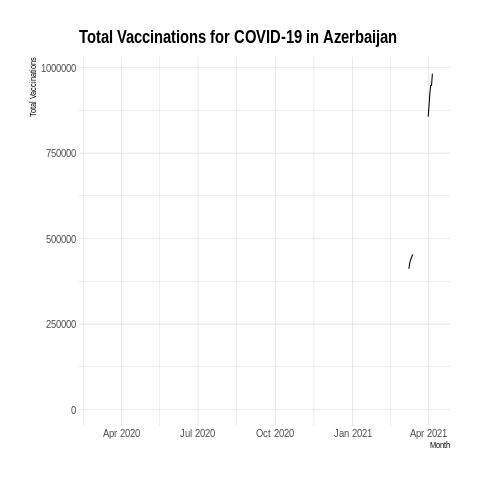 Total Vaccinations for COVID-19 in Azerbaijan
Total Vaccinations
1000000
750000
500000
250000
0
Apr 2020 Jul 2020 Oct 2020 Jan 2021 Apr 2021
Month